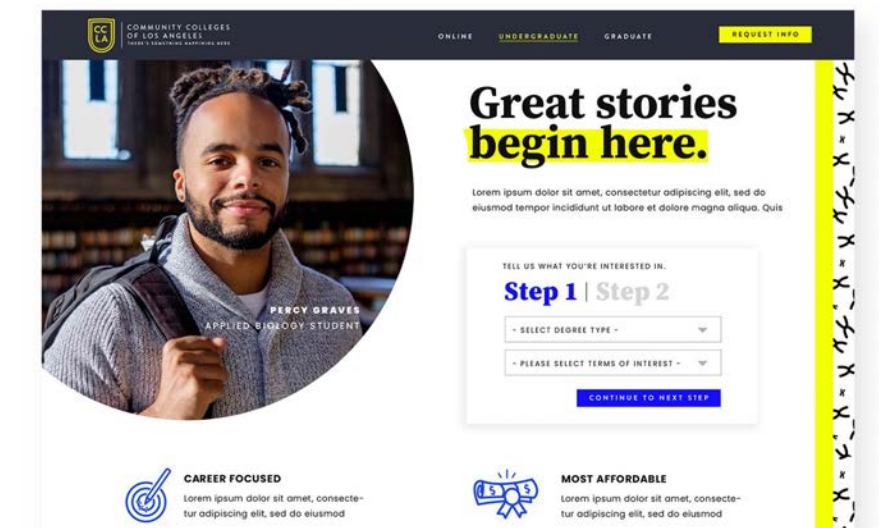 CC
LA
COMMUNITY COLLEGES
OF LOS ANGELES
THERE'S SOMETHING HAPPENING HERE
ONLINE
UNDERGRADUATE
GRADUATE
REQUEST INFO
Great stories
begin here.
Lorem ipsum dolor sit amet, consectetur adipiscing elit, sed do
eiusmod tempor incididunt ut labore et dolore magna aliqua. Quis
PERCY GRAVES
APPLIED BIOLOGY STUDENT
TELL US WHAT YOU'RE INTERESTED IN.
Step 1 | Step 2
- SELECT DEGREE TYPE -
- PLEASE SELECT TERMS OF INTEREST -
CONTINUE TO NEXT STEP
CAREER FOCUSED
Lorem ipsum dolor sit amet, consecte-
tur adipiscing elit, sed do eiusmod
$ $
MOST AFFORDABLE
Lorem ipsum dolor sit amet, consecte-
tur adipiscing elit, sed do eiusmod